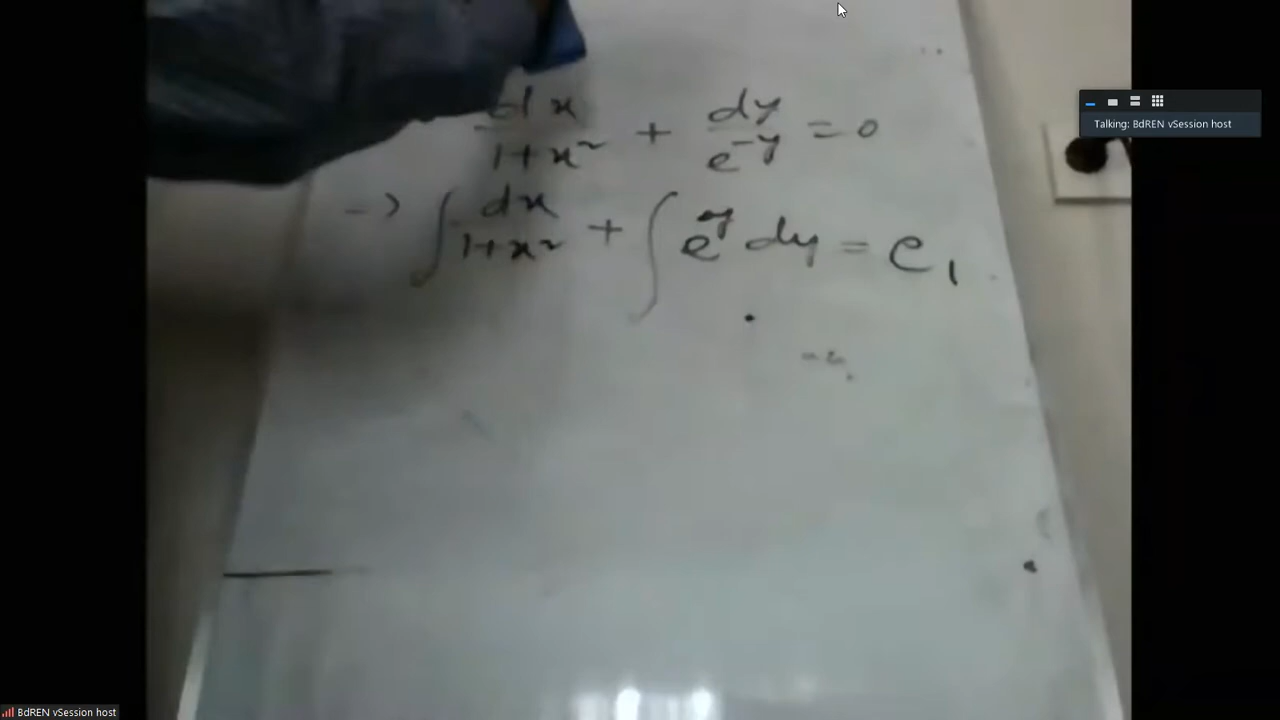 Talking: BdREN vSession host
dx/1+x² + dy/e^-y = 0
-> ∫ dx/1+x² + ∫ e^y dy = C₁
BdREN vSession host